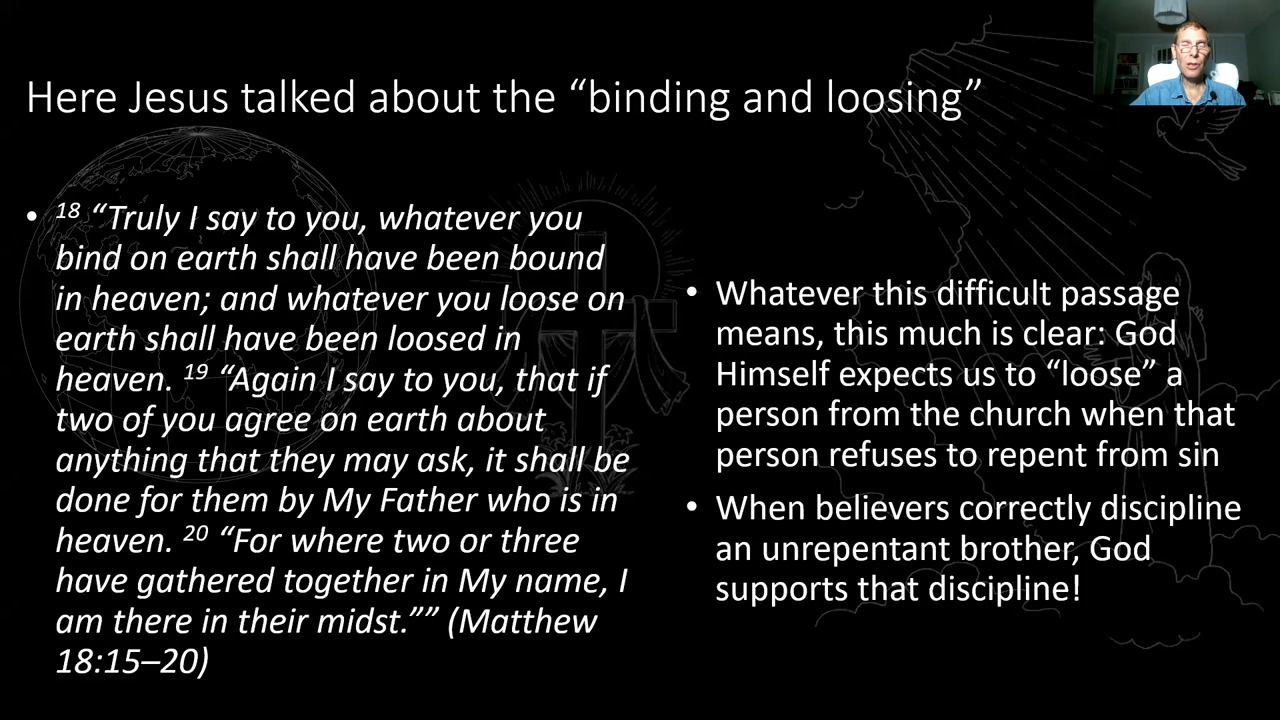 Here Jesus talked about the “binding and loosing”
• 18 “Truly I say to you, whatever you
bind on earth shall have been bound
in heaven; and whatever you loose on
earth shall have been loosed in
heaven. 19 “Again I say to you, that if
two of you agree on earth about
anything that they may ask, it shall be
done for them by My Father who is in
heaven. 20 “For where two or three
have gathered together in My name, I
am there in their midst.”” (Matthew
18:15–20)
• Whatever this difficult passage
means, this much is clear: God
Himself expects us to “loose” a
person from the church when that
person refuses to repent from sin
• When believers correctly discipline
an unrepentant brother, God
supports that discipline!